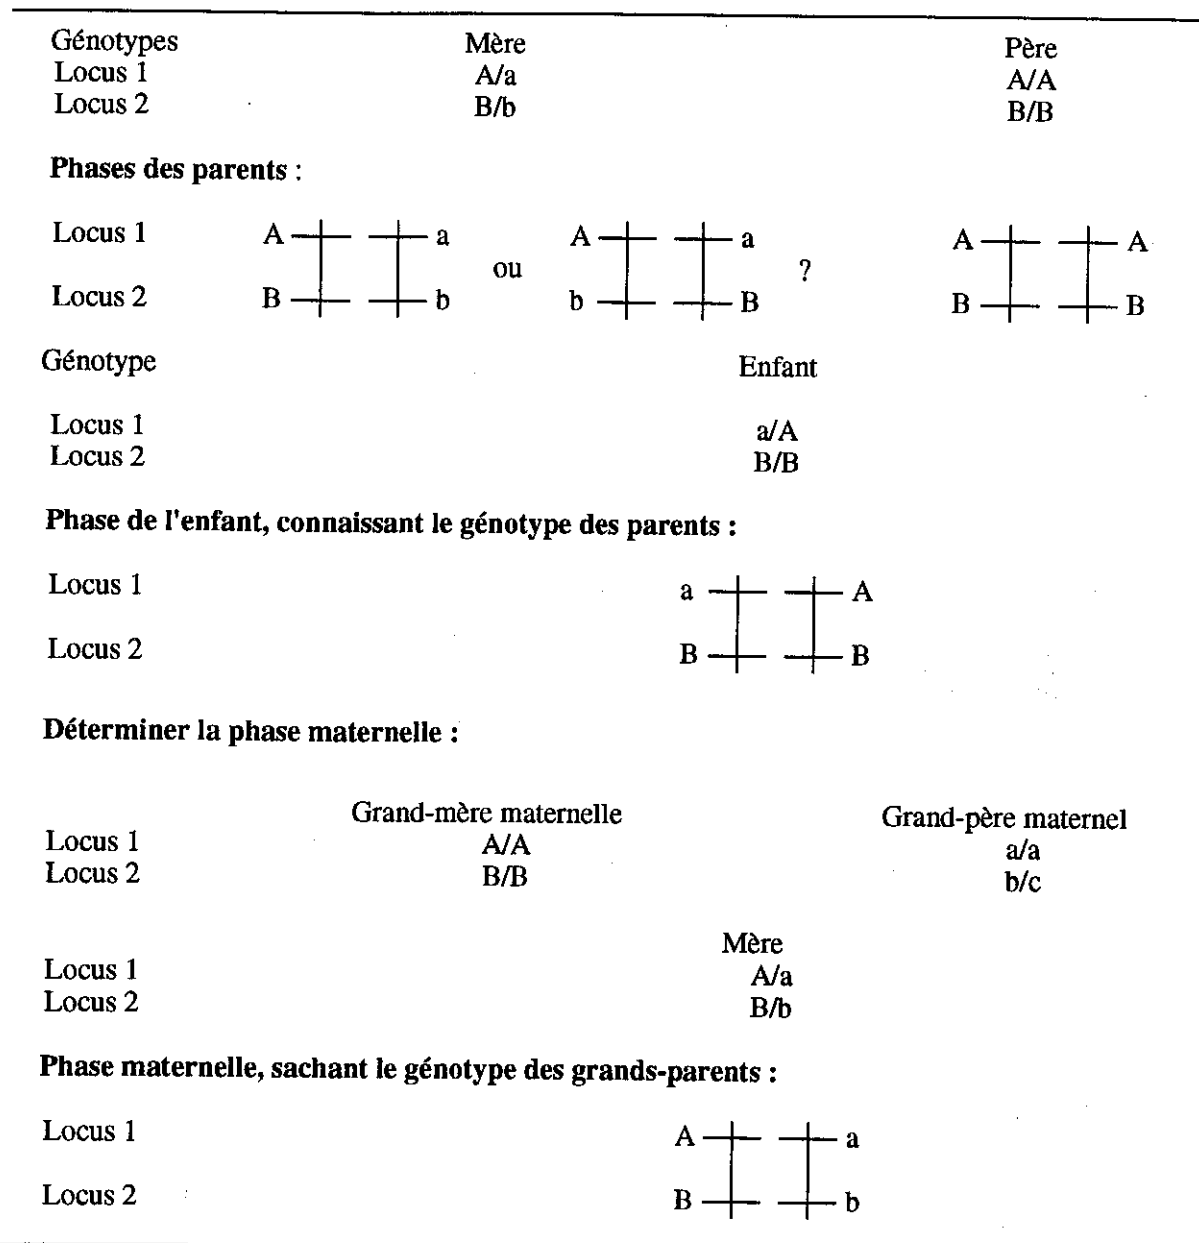 Génotypes Mère Père
Locus 1 A/a A/A
Locus 2 B/b B/B
Phases des parents :
Locus 1 A a A a A A
ou ?
Locus 2 B b b B B B
Génotype Enfant
Locus 1 a/A
Locus 2 B/B
Phase de l'enfant, connaissant le génotype des parents :
Locus 1 a A
Locus 2 B B
Déterminer la phase maternelle :
Grand-mère maternelle Grand-père maternel
Locus 1 A/A a/a
Locus 2 B/B b/c
Mère
Locus 1 A/a
Locus 2 B/b
Phase maternelle, sachant le génotype des grands-parents :
Locus 1 A a
Locus 2 B b